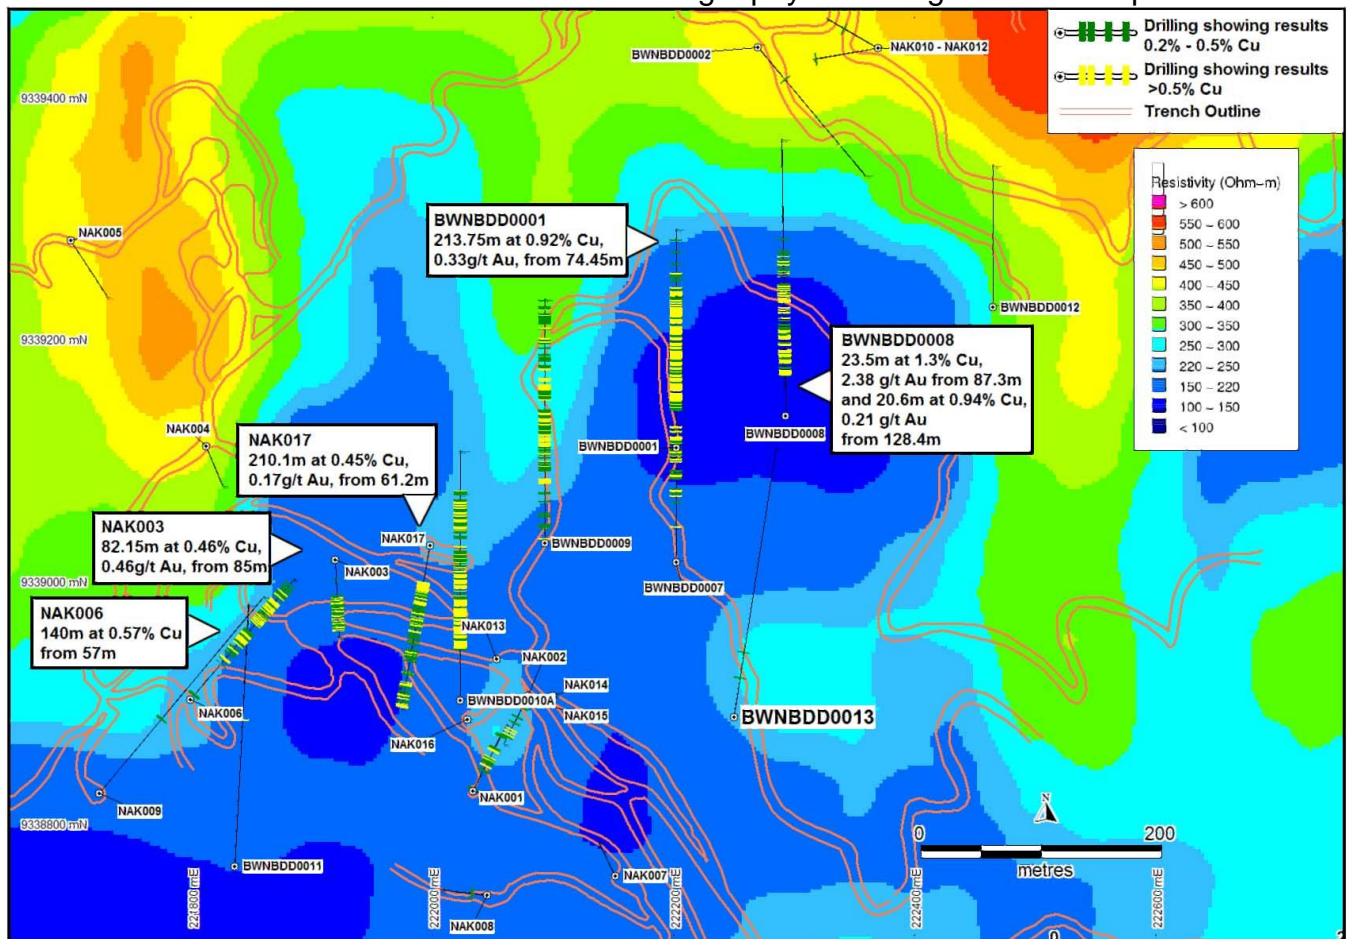 BWNBDD0002
NAK010 - NAK012
Drilling showing results
0.2% - 0.5% Cu
Drilling showing results
>0.5% Cu
Trench Outline
9339400 mN
Resistivity (Ohm-m)
> 600
550 - 600
500 - 550
450 - 500
400 - 450
350 - 400
300 - 350
250 - 300
220 - 250
150 - 220
100 - 150
< 100
NAK005
BWNBDD0001
213.75m at 0.92% Cu,
0.33g/t Au, from 74.45m
BWNBDD0012
9339200 mN
BWNBDD0008
23.5m at 1.3% Cu,
2.38 g/t Au from 87.3m
and 20.6m at 0.94% Cu,
0.21 g/t Au
from 128.4m
NAK004
BWNBDD0008
BWNBDD0001
NAK017
210.1m at 0.45% Cu,
0.17g/t Au, from 61.2m
NAK003
82.15m at 0.46% Cu,
0.46g/t Au, from 85m
NAK017
BWNBDD0009
NAK003
9339000 mN
BWNBDD0007
NAK006
140m at 0.57% Cu
from 57m
NAK013
NAK002
NAK014
BWNBDD0010A
NAK015
NAK006
BWNBDD0013
NAK016
NAK001
NAK009
9338800 mN
N
0
200
metres
BWNBDD0011
NAK007
NAK008
221800 mE
222000 mE
222200 mE
222400 mE
222600 mE